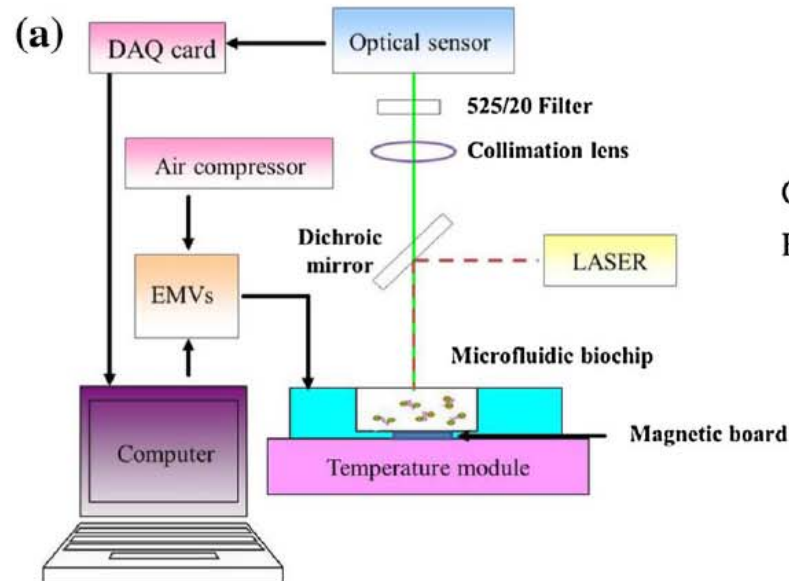 (a)
DAQ card
Optical sensor
525/20 Filter
Collimation lens
Air compressor
Dichroic
mirror
LASER
EMVs
Microfluidic biochip
Magnetic board
Computer
Temperature module